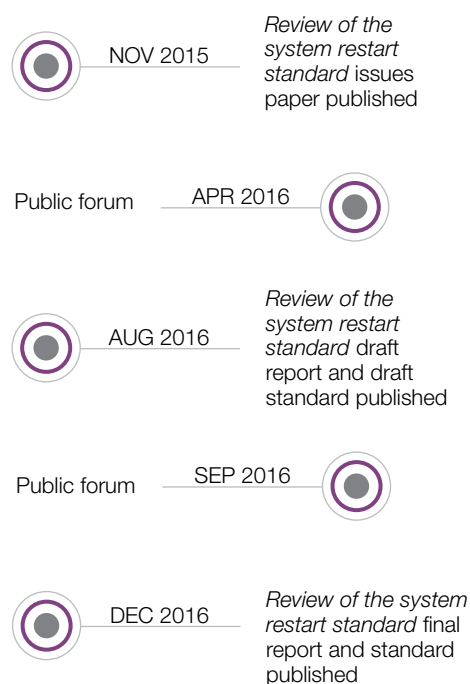 NOV 2015
Review of the
system restart
standard issues
paper published
Public forum
APR 2016
AUG 2016
Review of the
system restart
standard draft
report and draft
standard published
Public forum
SEP 2016
DEC 2016
Review of the system
restart standard final
report and standard
published